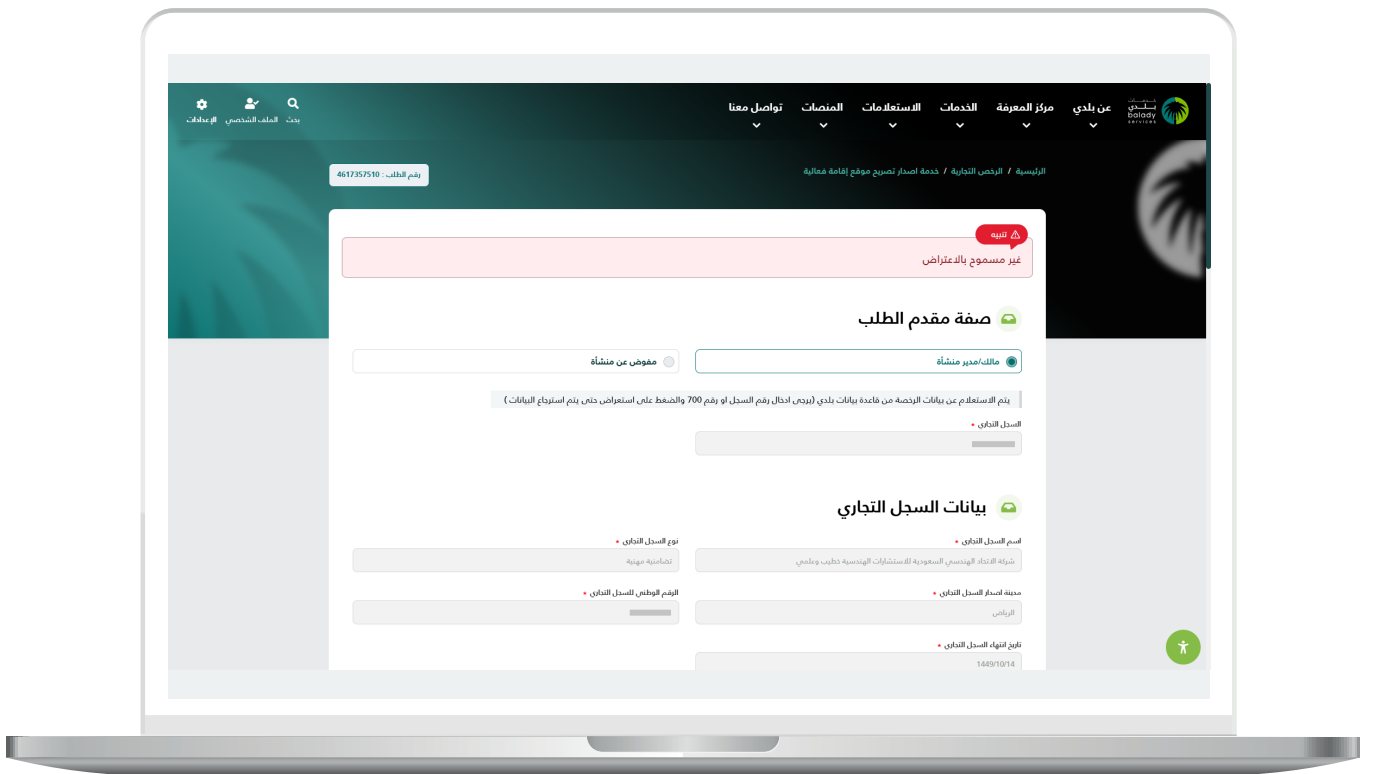 خدمات
بلدي
balady
services
عن بلدي
مركز المعرفة
الخدمات
الاستعلامات
المنصات
تواصل معنا
بحث
الملف الشخصي
الإعدادات
الرئيسية / الرخص التجارية / خدمة اصدار تصريح موقع إقامة فعالية
رقم الطلب : 4617357510
تنبيه
غير مسموح بالاعتراض
صفة مقدم الطلب
مالك/مدير منشأة
مفوض عن منشأة
يتم الاستعلام عن بيانات الرخصة من قاعدة بيانات بلدي (يرجى ادخال رقم السجل او رقم 700 والضغط على استعراض حتى يتم استرجاع البيانات )
السجل التجاري *
بيانات السجل التجاري
اسم السجل التجاري *
نوع السجل التجاري *
شركة الاتحاد الهندسي السعودية للاستشارات الهندسية خطيب وعلمي
تضامنية مهنية
مدينة اصدار السجل التجاري *
الرقم الوطني للسجل التجاري *
الرياض
تاريخ انتهاء السجل التجاري *
1449/10/14